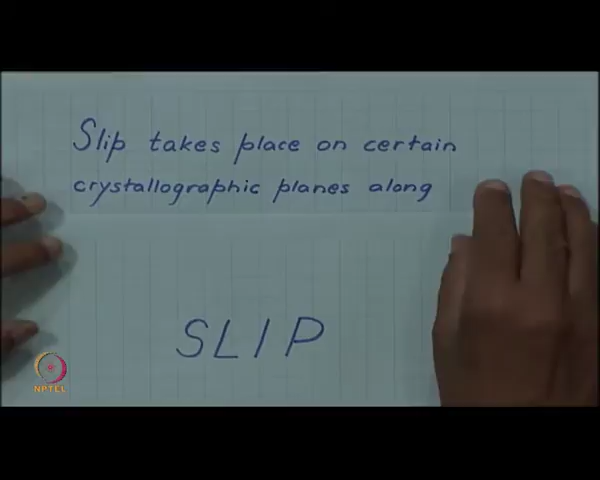 Slip takes place on certain
crystallographic planes along
SLIP
NPTEL